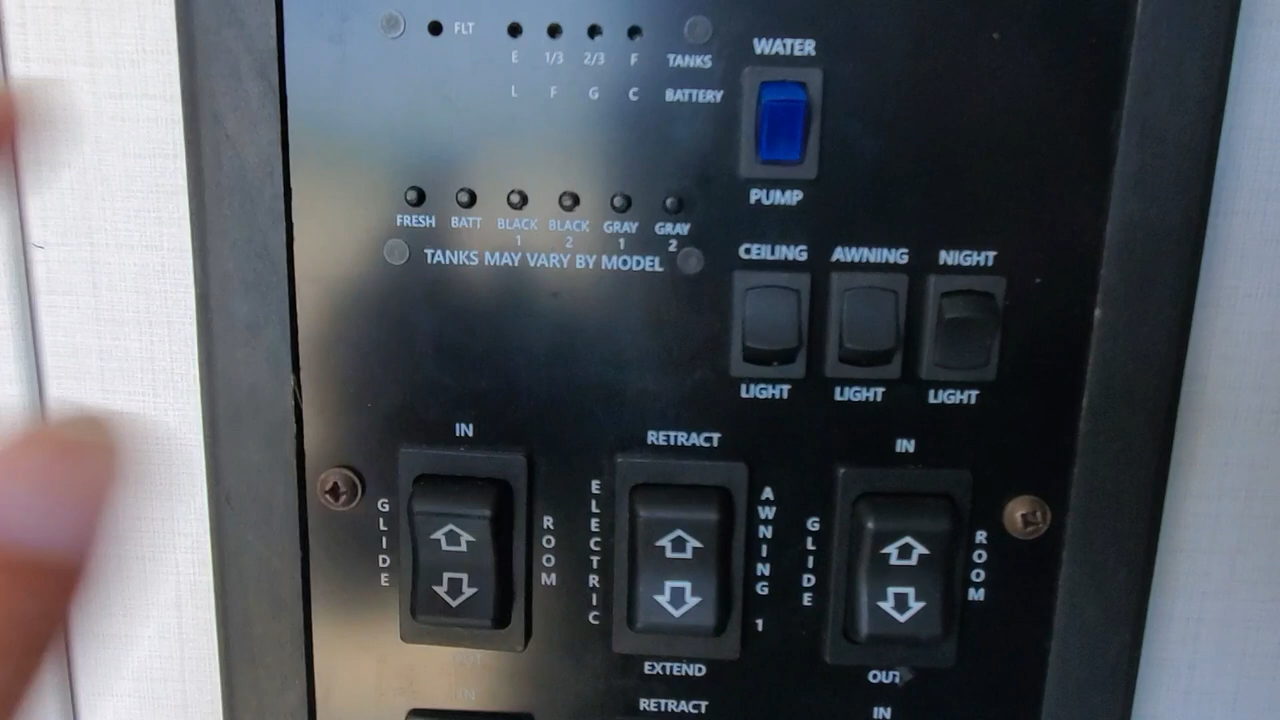 FLT
E 1/3 2/3 F TANKS
L F G C BATTERY
WATER
PUMP
FRESH BATT BLACK 1 BLACK 2 GRAY 1 GRAY 2
TANKS MAY VARY BY MODEL
CEILING AWNING NIGHT
LIGHT LIGHT LIGHT
IN
GLIDE
ROOM
OUT
RETRACT
ELECTRIC
AWNING 1
EXTEND
IN
GLIDE
ROOM
OUT
IN
RETRACT
IN